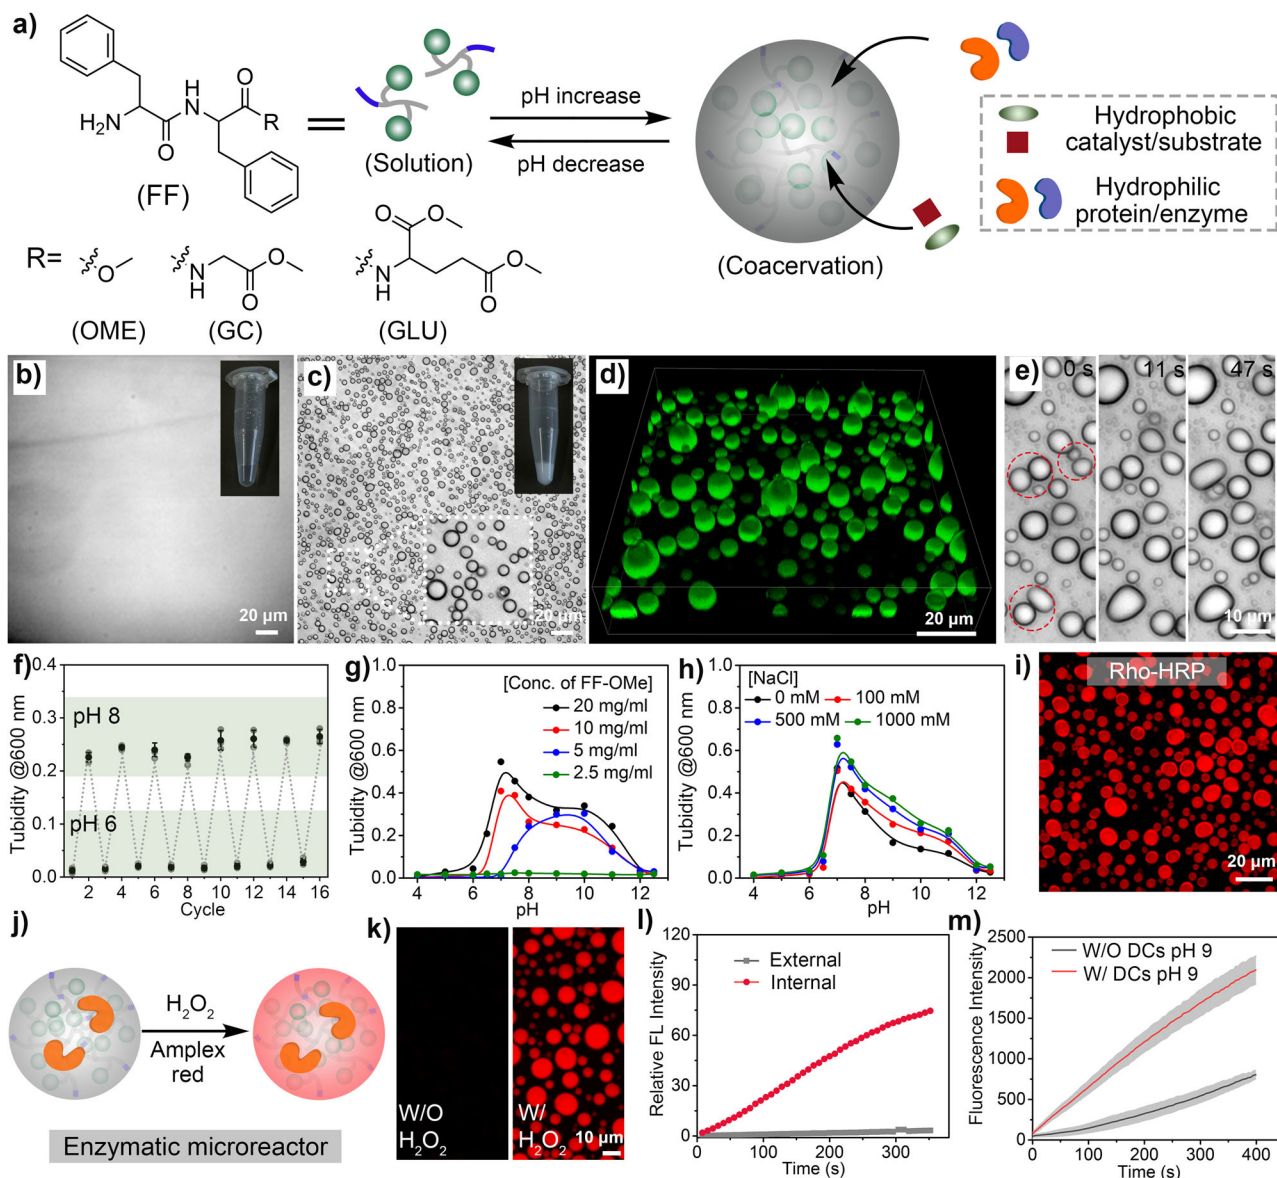 a)
H₂N
O
H
N
O
R
(FF)
(Solution)
pH increase
pH decrease
(Coacervation)
Hydrophobic
catalyst/substrate
Hydrophilic
protein/enzyme
R=
O
(OME)
N
H
O
O
(GC)
O
O
N
H
O
O
(GLU)
b)
20 µm
c)
20 µm
d)
20 µm
e)
0 s
11 s
47 s
10 µm
f)
Tubidity @600 nm
0.4
0.3
0.2
0.1
0.0
pH 8
pH 6
2 4 6 8 10 12 14 16
Cycle
g)
Tubidity @600 nm
1.0
0.8
0.6
0.4
0.2
0.0
[Conc. of FF-OMe]
20 mg/ml
10 mg/ml
5 mg/ml
2.5 mg/ml
4 6 8 10 12
pH
h)
Tubidity @600 nm
1.0
0.8
0.6
0.4
0.2
0.0
[NaCl]
0 mM 100 mM
500 mM 1000 mM
4 5 6 7 8 9 10 11 12
pH
i)
Rho-HRP
20 µm
j)
H₂O₂
Amplex
red
Enzymatic microreactor
k)
W/O
H₂O₂
W/
H₂O₂
10 µm
l)
Relative FL Intensity
120
90
60
30
0
External
Internal
0 100 200 300
Time (s)
m)
Fluorescence Intensity
2500
2000
1500
1000
500
0
W/O DCs pH 9
W/ DCs pH 9
0 100 200 300 400
Time (s)